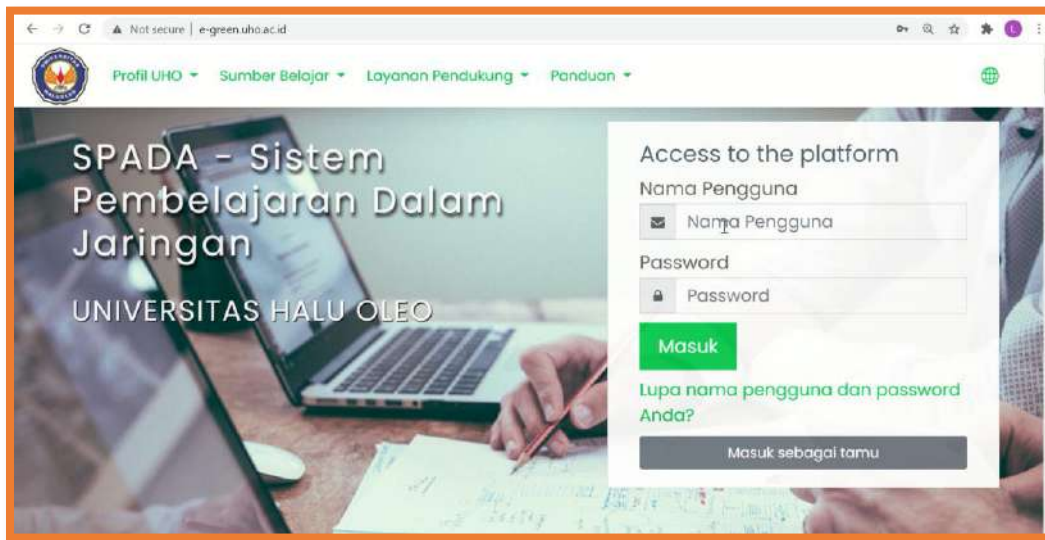 Not secure | e-green.uho.ac.id
L
Profil UHO Sumber Belajar Layanan Pendukung Panduan
SPADA - Sistem
Pembelajaran Dalam
Jaringan
UNIVERSITAS HALU OLEO
Access to the platform
Nama Pengguna
Nama Pengguna
Password
Password
Masuk
Lupa nama pengguna dan password
Anda?
Masuk sebagai tamu